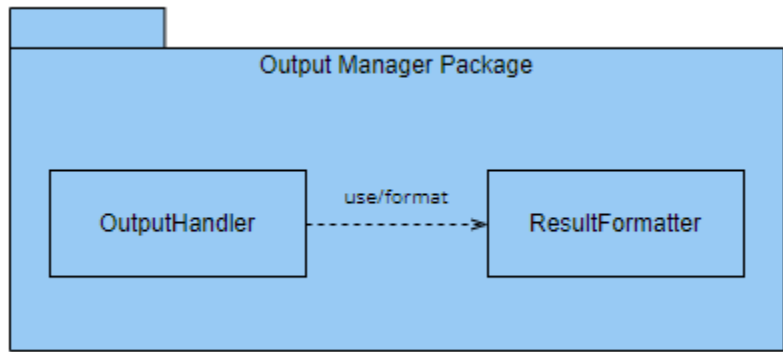 Output Manager Package
use/format
OutputHandler
ResultFormatter